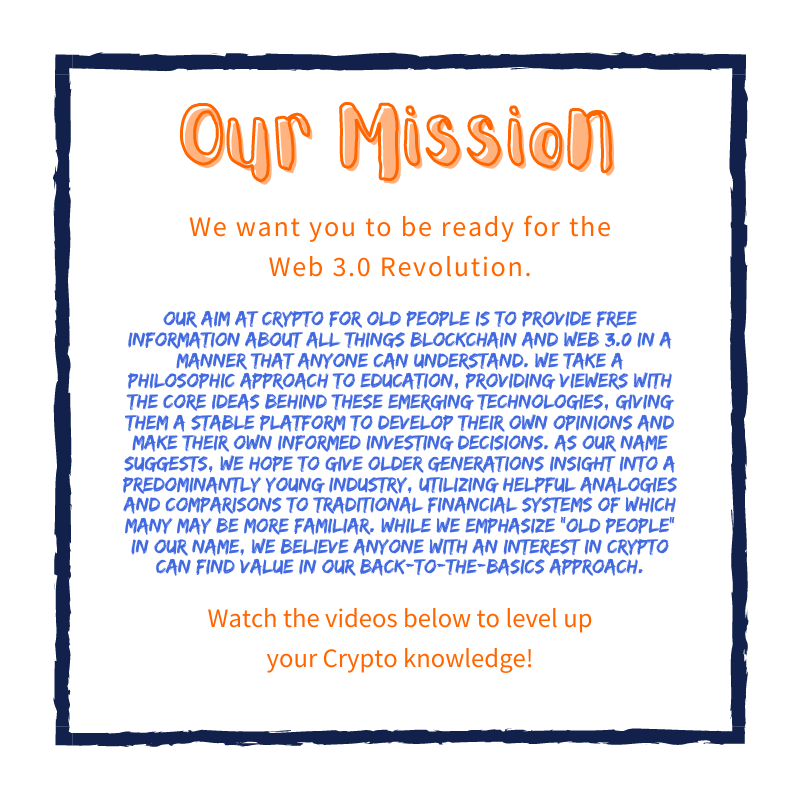 Our Mission
We want you to be ready for the
Web 3.0 Revolution.
OUR AIM AT CRYPTO FOR OLD PEOPLE IS TO PROVIDE FREE
INFORMATION ABOUT ALL THINGS BLOCKCHAIN AND WEB 3.0 IN A
MANNER THAT ANYONE CAN UNDERSTAND. WE TAKE A
PHILOSOPHIC APPROACH TO EDUCATION, PROVIDING VIEWERS WITH
THE CORE IDEAS BEHIND THESE EMERGING TECHNOLOGIES, GIVING
THEM A STABLE PLATFORM TO DEVELOP THEIR OWN OPINIONS AND
MAKE THEIR OWN INFORMED INVESTING DECISIONS. AS OUR NAME
SUGGESTS, WE HOPE TO GIVE OLDER GENERATIONS INSIGHT INTO A
PREDOMINANTLY YOUNG INDUSTRY, UTILIZING HELPFUL ANALOGIES
AND COMPARISONS TO TRADITIONAL FINANCIAL SYSTEMS OF WHICH
MANY MAY BE MORE FAMILIAR. WHILE WE EMPHASIZE "OLD PEOPLE"
IN OUR NAME, WE BELIEVE ANYONE WITH AN INTEREST IN CRYPTO
CAN FIND VALUE IN OUR BACK-TO-THE-BASICS APPROACH.
Watch the videos below to level up
your Crypto knowledge!